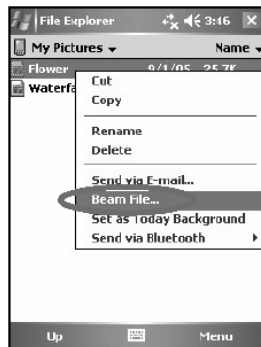 File Explorer 3:16
My Pictures Name
Flower 9/1/05 25.7K
Waterfa
Cut
Copy
Rename
Delete
Send via E-mail...
Beam File...
Set as Today Background
Send via Bluetooth
Up Menu